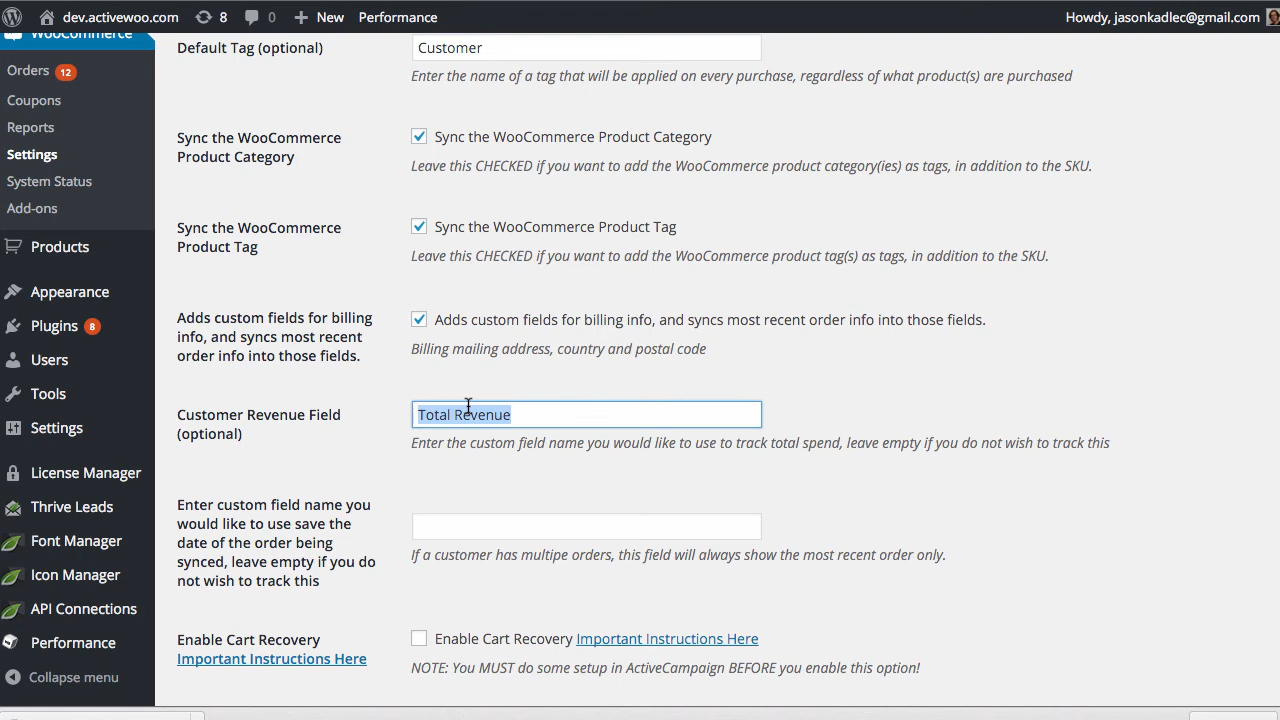 dev.activewoo.com
8
0
New
Performance
Howdy, jasonkadlec@gmail.com
WooCommerce
Orders 12
Coupons
Reports
Settings
System Status
Add-ons
Products
Appearance
Plugins 8
Users
Tools
Settings
License Manager
Thrive Leads
Font Manager
Icon Manager
API Connections
Performance
Collapse menu
Default Tag (optional)
Customer
Enter the name of a tag that will be applied on every purchase, regardless of what product(s) are purchased
Sync the WooCommerce
Product Category
Sync the WooCommerce Product Category
Leave this CHECKED if you want to add the WooCommerce product category(ies) as tags, in addition to the SKU.
Sync the WooCommerce
Product Tag
Sync the WooCommerce Product Tag
Leave this CHECKED if you want to add the WooCommerce product tag(s) as tags, in addition to the SKU.
Adds custom fields for billing
info, and syncs most recent
order info into those fields.
Adds custom fields for billing info, and syncs most recent order info into those fields.
Billing mailing address, country and postal code
Customer Revenue Field
(optional)
Total Revenue
Enter the custom field name you would like to use to track total spend, leave empty if you do not wish to track this
Enter custom field name you
would like to use save the
date of the order being
synced, leave empty if you do
not wish to track this
If a customer has multipe orders, this field will always show the most recent order only.
Enable Cart Recovery
Important Instructions Here
Enable Cart Recovery Important Instructions Here
NOTE: You MUST do some setup in ActiveCampaign BEFORE you enable this option!